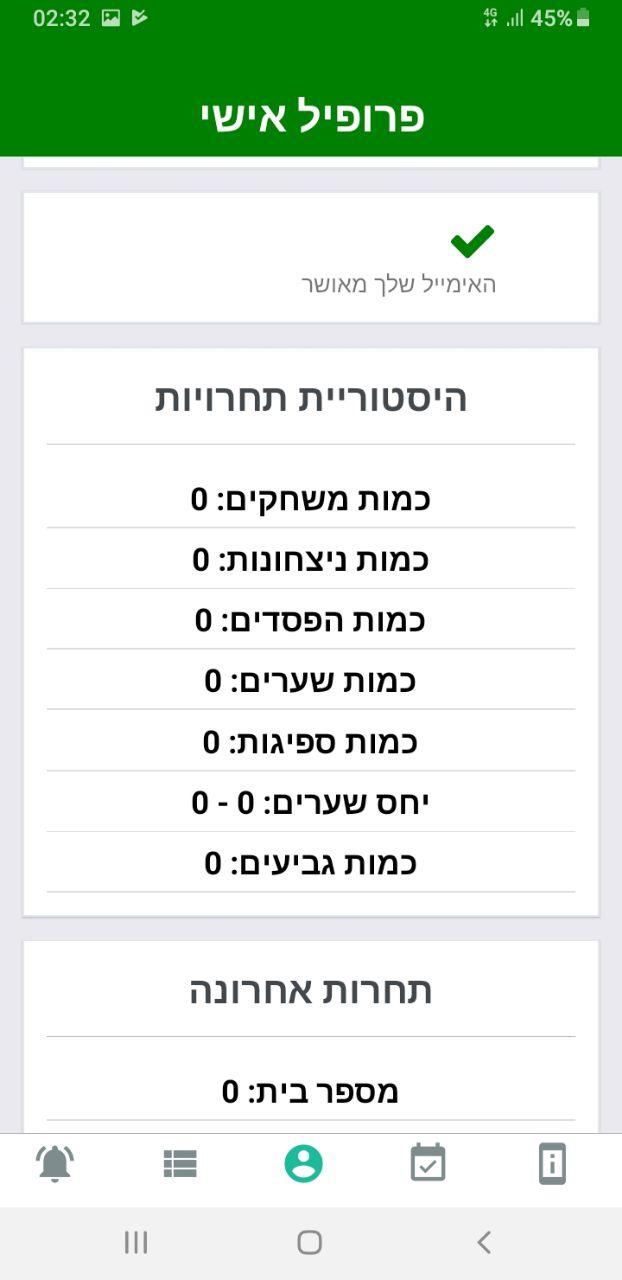 02:32 4G 45%
פרופיל אישי
האימייל שלך מאושר
היסטוריית תחרויות
כמות משחקים: 0
כמות ניצחונות: 0
כמות הפסדים: 0
כמות שערים: 0
כמות ספיגות: 0
יחס שערים: 0 - 0
כמות גביעים: 0
תחרות אחרונה
מספר בית: 0